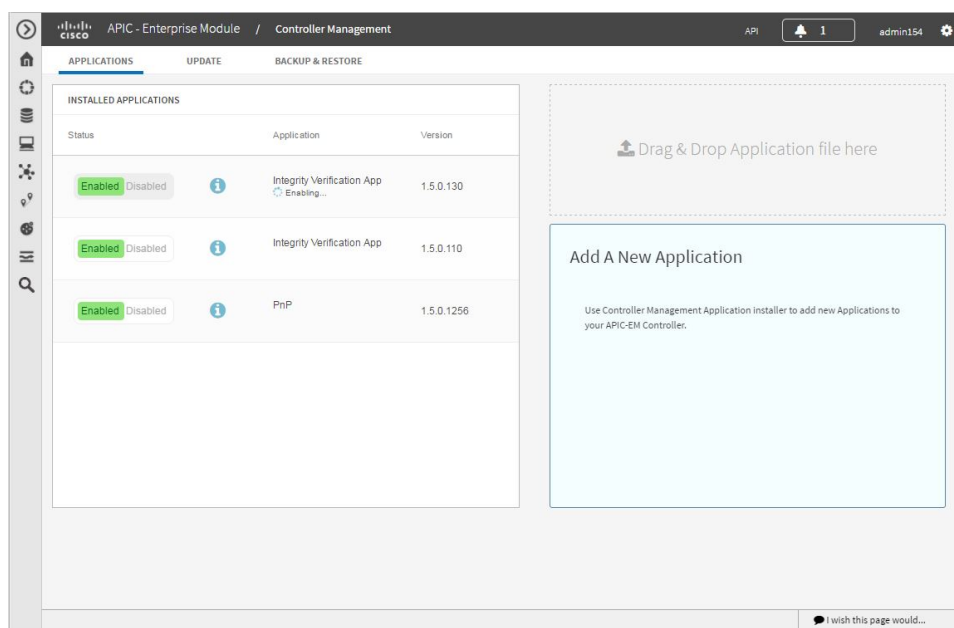 CISCO APIC - Enterprise Module / Controller Management API 1 admin154
APPLICATIONS UPDATE BACKUP & RESTORE
INSTALLED APPLICATIONS
Status Application Version
Enabled Disabled Integrity Verification App 1.5.0.130
Enabling...
Enabled Disabled Integrity Verification App 1.5.0.110
Enabled Disabled PnP 1.5.0.1256
Drag & Drop Application file here
Add A New Application
Use Controller Management Application installer to add new Applications to
your APIC-EM Controller.
I wish this page would...